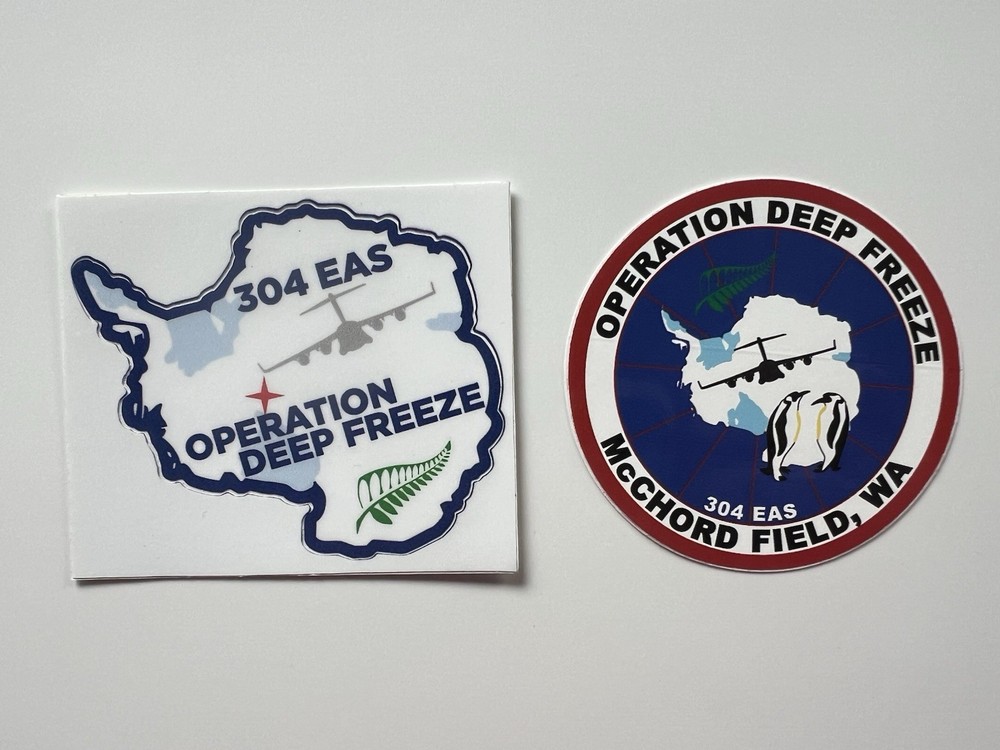 304 EAS
OPERATION
DEEP FREEZE
OPERATION DEEP FREEZE
304 EAS
McCHORD FIELD, WA